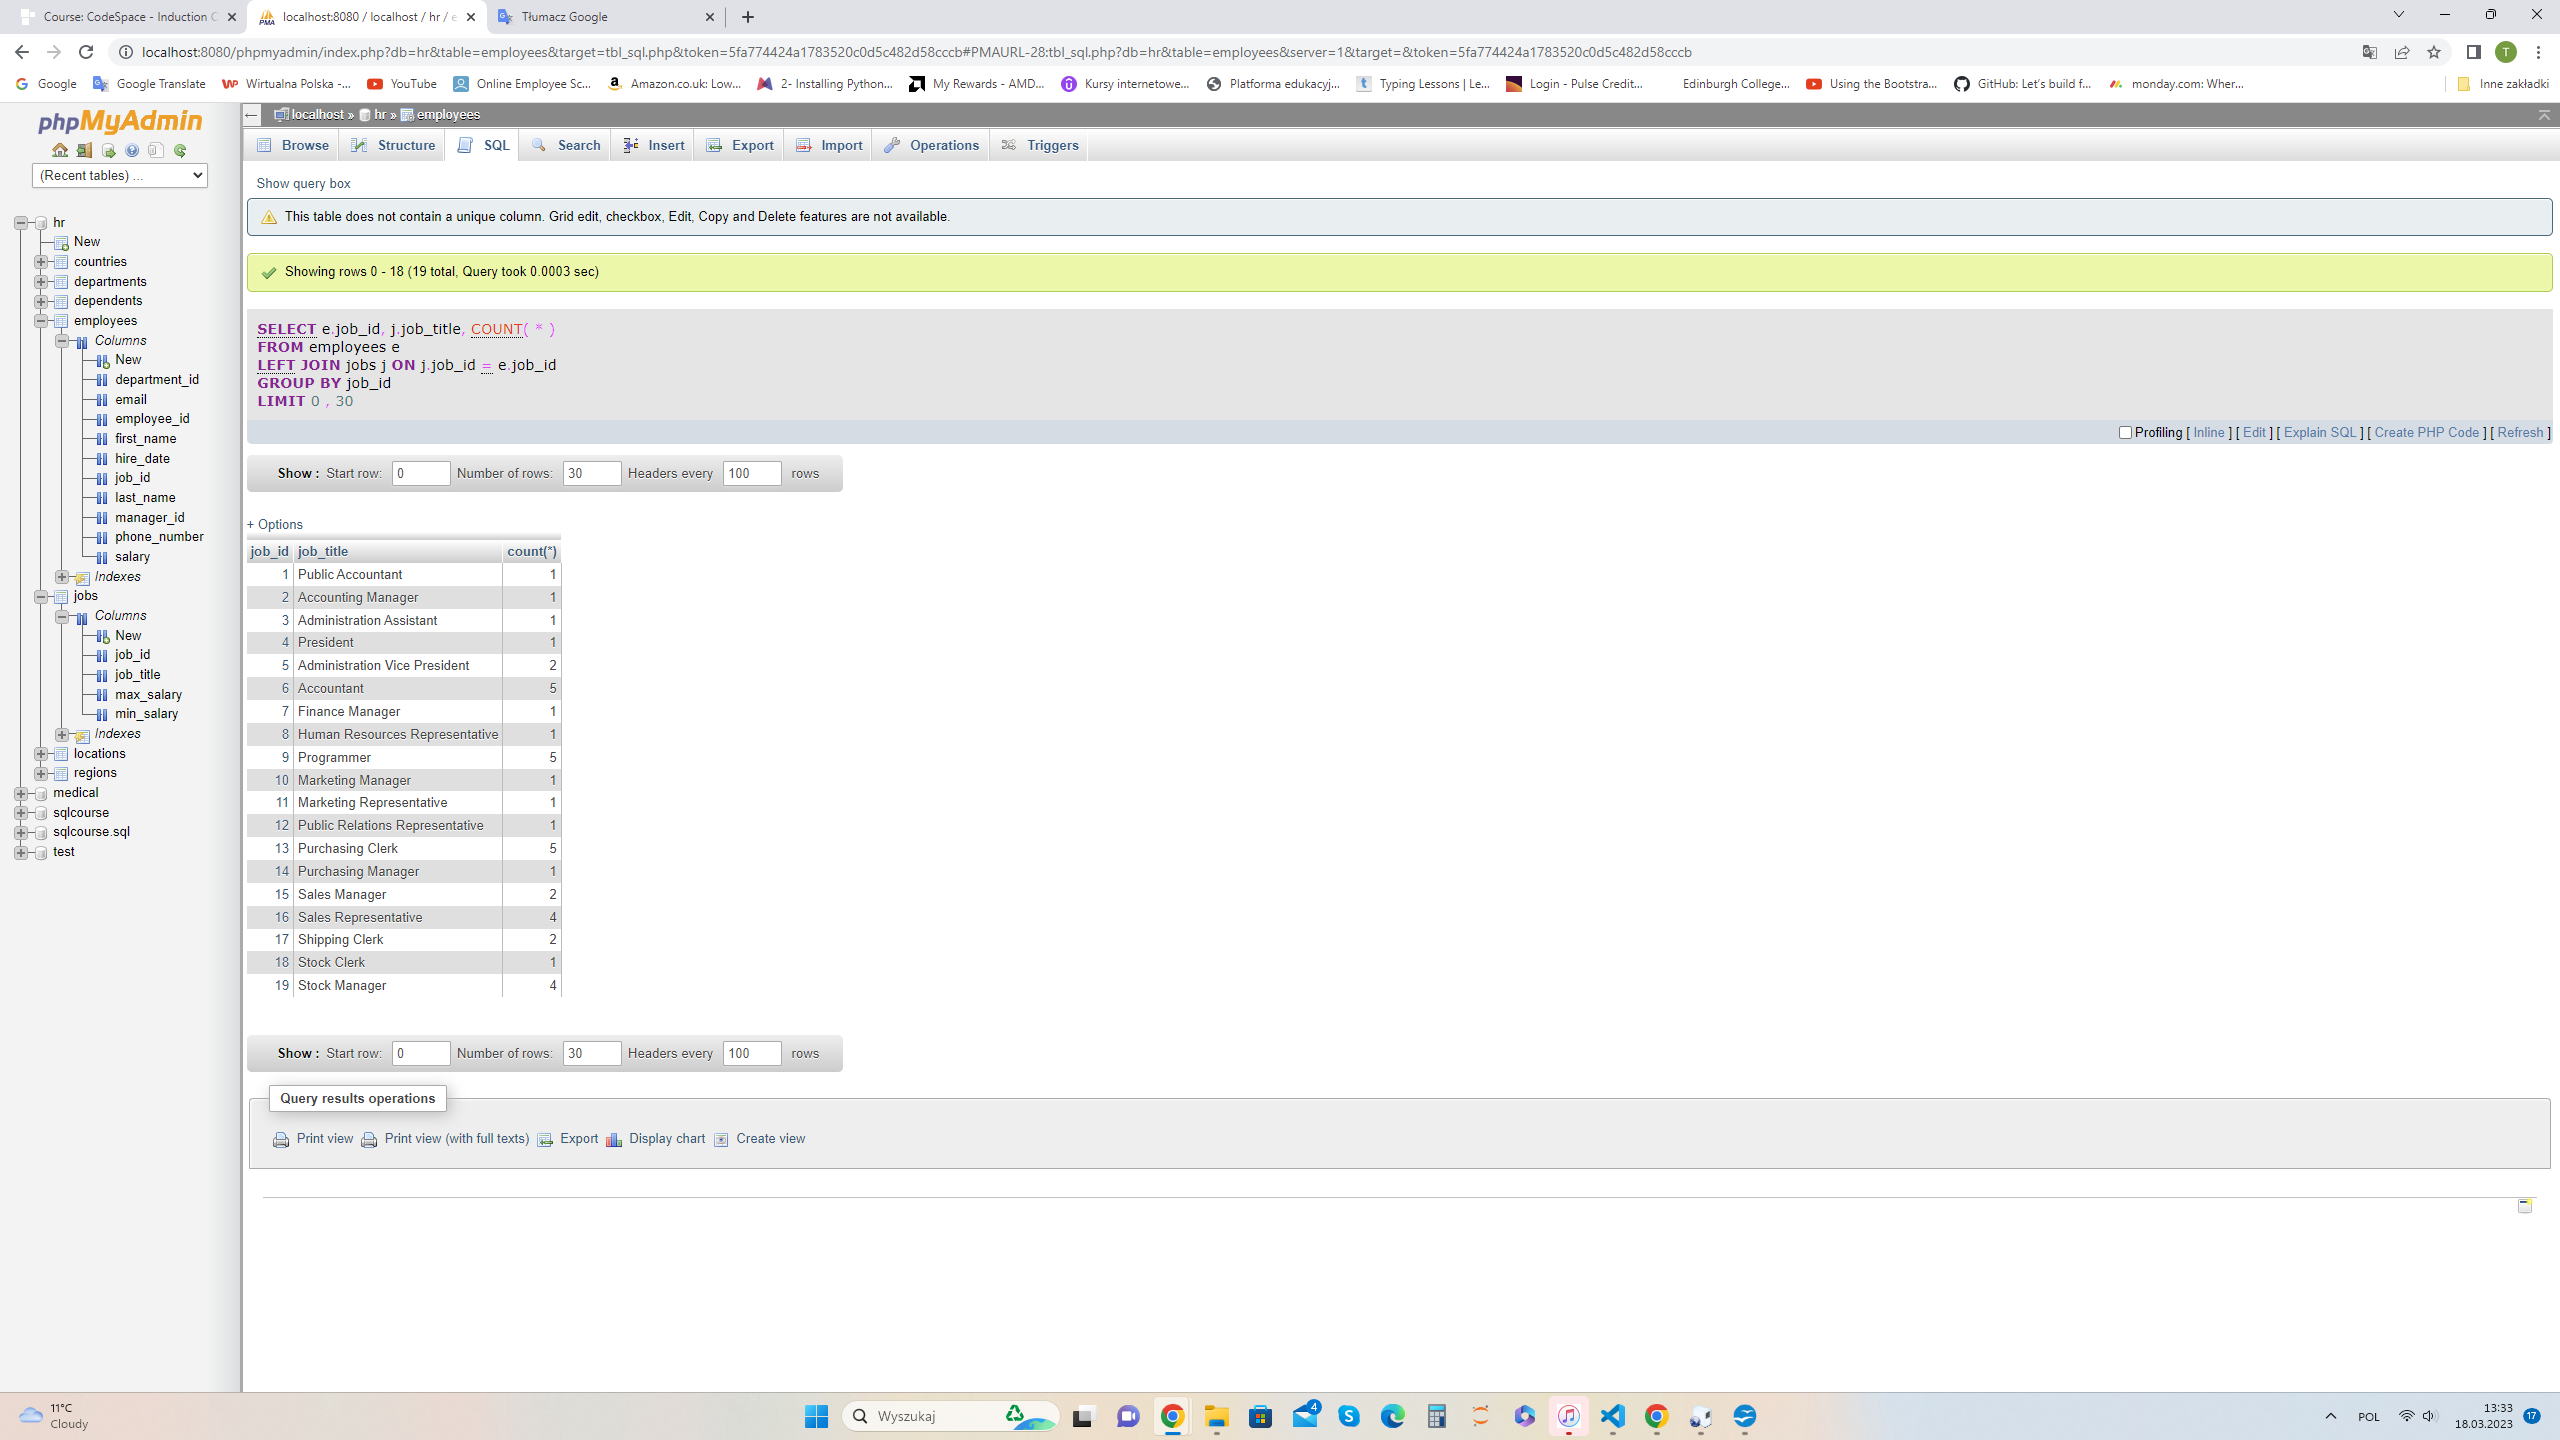 Course: CodeSpace - Induction C
localhost:8080 / localhost / hr / e
Tłumacz Google
localhost:8080/phpmyadmin/index.php?db=hr&table=employees&target=tbl_sql.php&token=5fa774424a1783520c0d5c482d58cccb#PMAURL-28:tbl_sql.php?db=hr&table=employees&server=1&target=&token=5fa774424a1783520c0d5c482d58cccb
T
Google Google Translate Wirtualna Polska -... YouTube Online Employee Sc... Amazon.co.uk: Low... 2- Installing Python... My Rewards - AMD... Kursy internetowe... Platforma edukacyj... Typing Lessons | Le... Login - Pulse Credit... Edinburgh College... Using the Bootstra... GitHub: Let's build f... monday.com: Wher... Inne zakładki
phpMyAdmin
(Recent tables) ...
hr
New
countries
departments
dependents
employees
Columns
New
department_id
email
employee_id
first_name
hire_date
job_id
last_name
manager_id
phone_number
salary
Indexes
jobs
Columns
New
job_id
job_title
max_salary
min_salary
Indexes
locations
regions
medical
sqlcourse
sqlcourse.sql
test
localhost » hr » employees
Browse Structure SQL Search Insert Export Import Operations Triggers
Show query box
This table does not contain a unique column. Grid edit, checkbox, Edit, Copy and Delete features are not available.
Showing rows 0 - 18 (19 total, Query took 0.0003 sec)
SELECT e.job_id, j.job_title, COUNT( * )
FROM employees e
LEFT JOIN jobs j ON j.job_id = e.job_id
GROUP BY job_id
LIMIT 0 , 30
Profiling [ Inline ] [ Edit ] [ Explain SQL ] [ Create PHP Code ] [ Refresh ]
Show : Start row: 0 Number of rows: 30 Headers every 100 rows
+ Options
job_id job_title count(*)
1 Public Accountant 1
2 Accounting Manager 1
3 Administration Assistant 1
4 President 1
5 Administration Vice President 2
6 Accountant 5
7 Finance Manager 1
8 Human Resources Representative 1
9 Programmer 5
10 Marketing Manager 1
11 Marketing Representative 1
12 Public Relations Representative 1
13 Purchasing Clerk 5
14 Purchasing Manager 1
15 Sales Manager 2
16 Sales Representative 4
17 Shipping Clerk 2
18 Stock Clerk 1
19 Stock Manager 4
Show : Start row: 0 Number of rows: 30 Headers every 100 rows
Query results operations
Print view Print view (with full texts) Export Display chart Create view
11°C
Cloudy
Wyszukaj
4
POL
13:33
18.03.2023
17